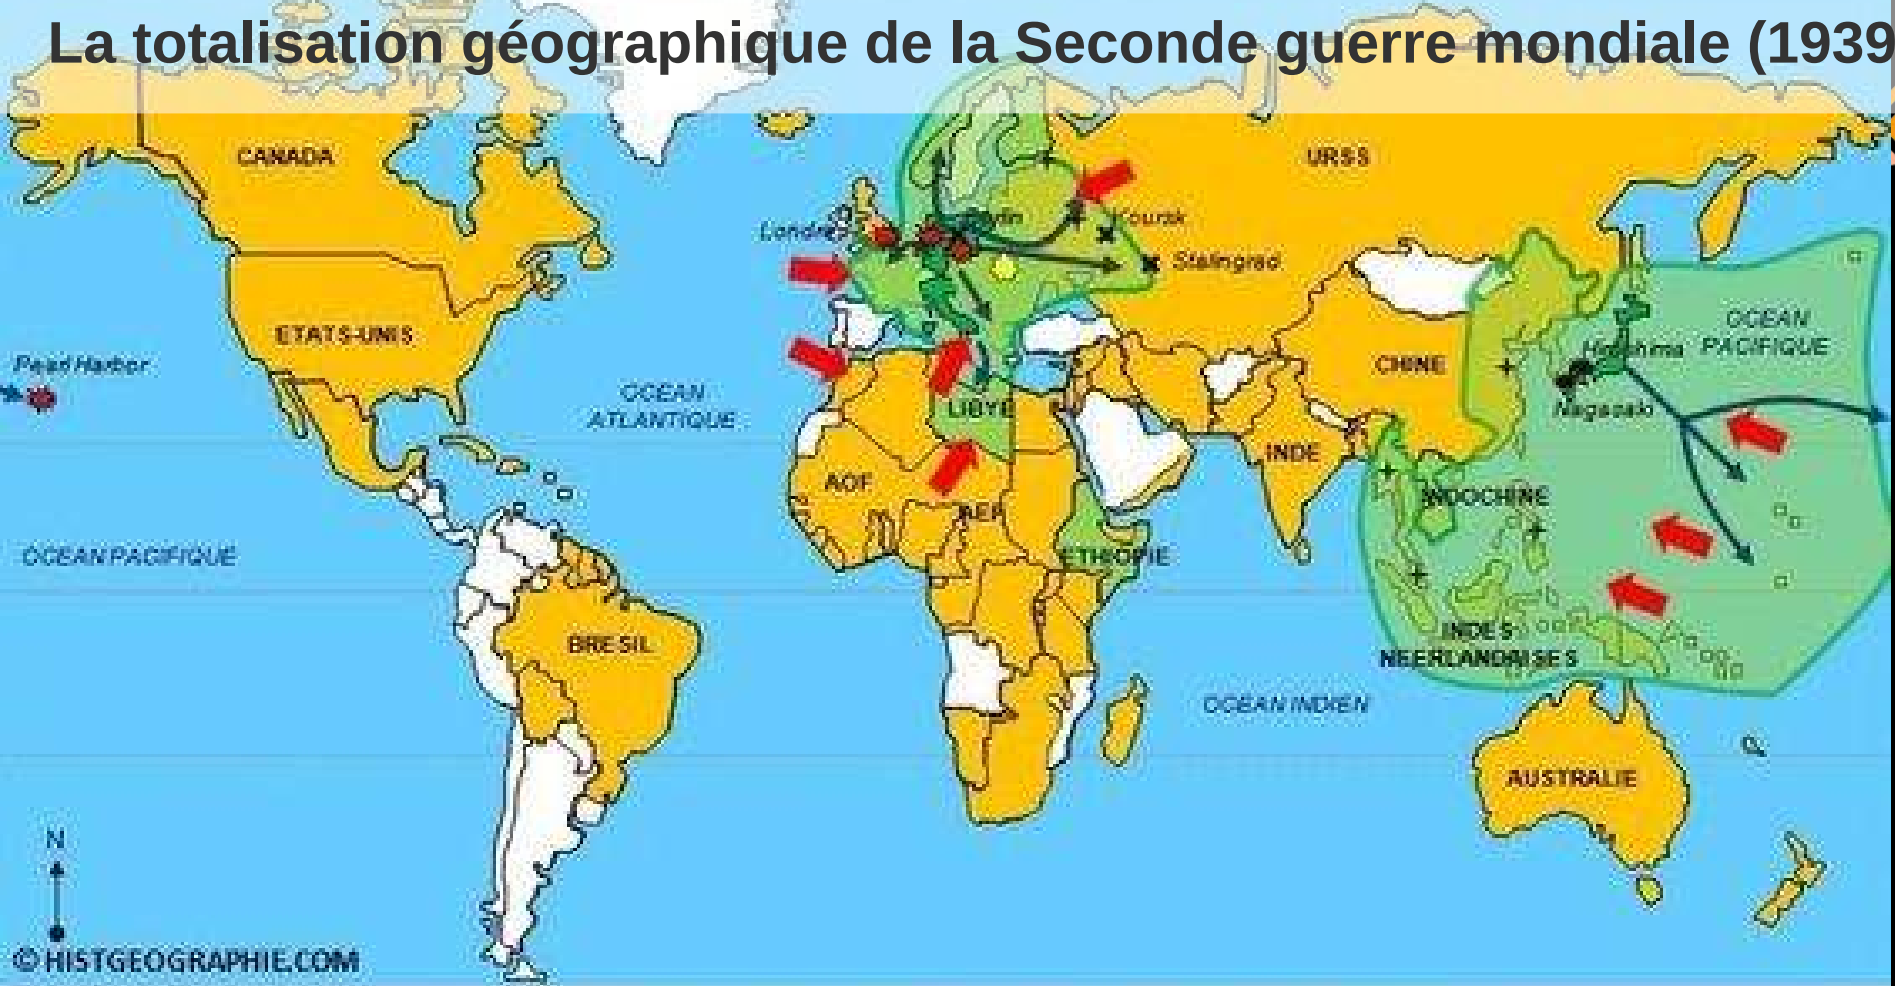 La totalisation géographique de la Seconde guerre mondiale (1939
CANADA
URSS
Londres
Berlin
Koursk
Stalingrad
ETATS-UNIS
OCEAN
PACIFIQUE
Hiroshima
CHINE
Pearl Harbor
OCEAN
ATLANTIQUE
LIBYE
Nagasaki
INDE
AOF
AEF
INDOCHINE
OCEAN PACIFIQUE
ETHIOPIE
BRESIL
INDES
NEERLANDAISES
OCEAN INDIEN
AUSTRALIE
N
© HISTGEOGRAPHIE.COM